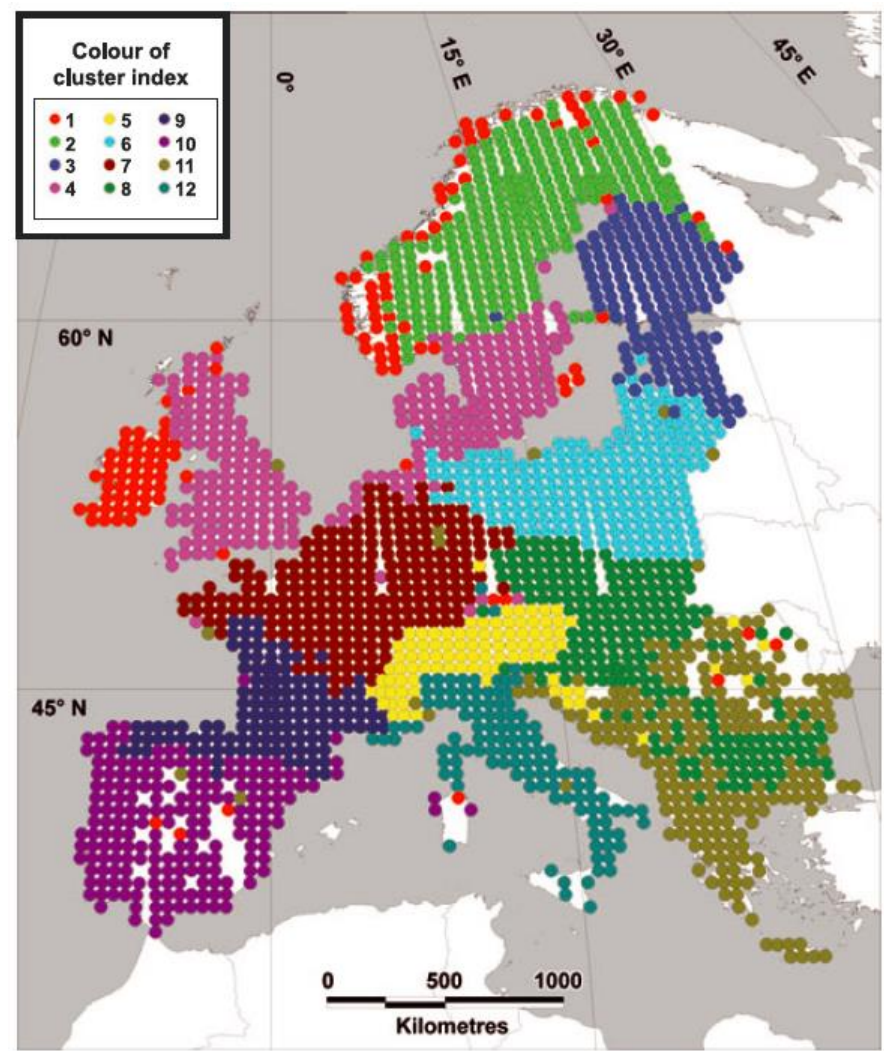 Colour of
cluster index
1 5 9
2 6 10
3 7 11
4 8 12
0°
15° E
30° E
45° E
60° N
45° N
0 500 1000
Kilometres